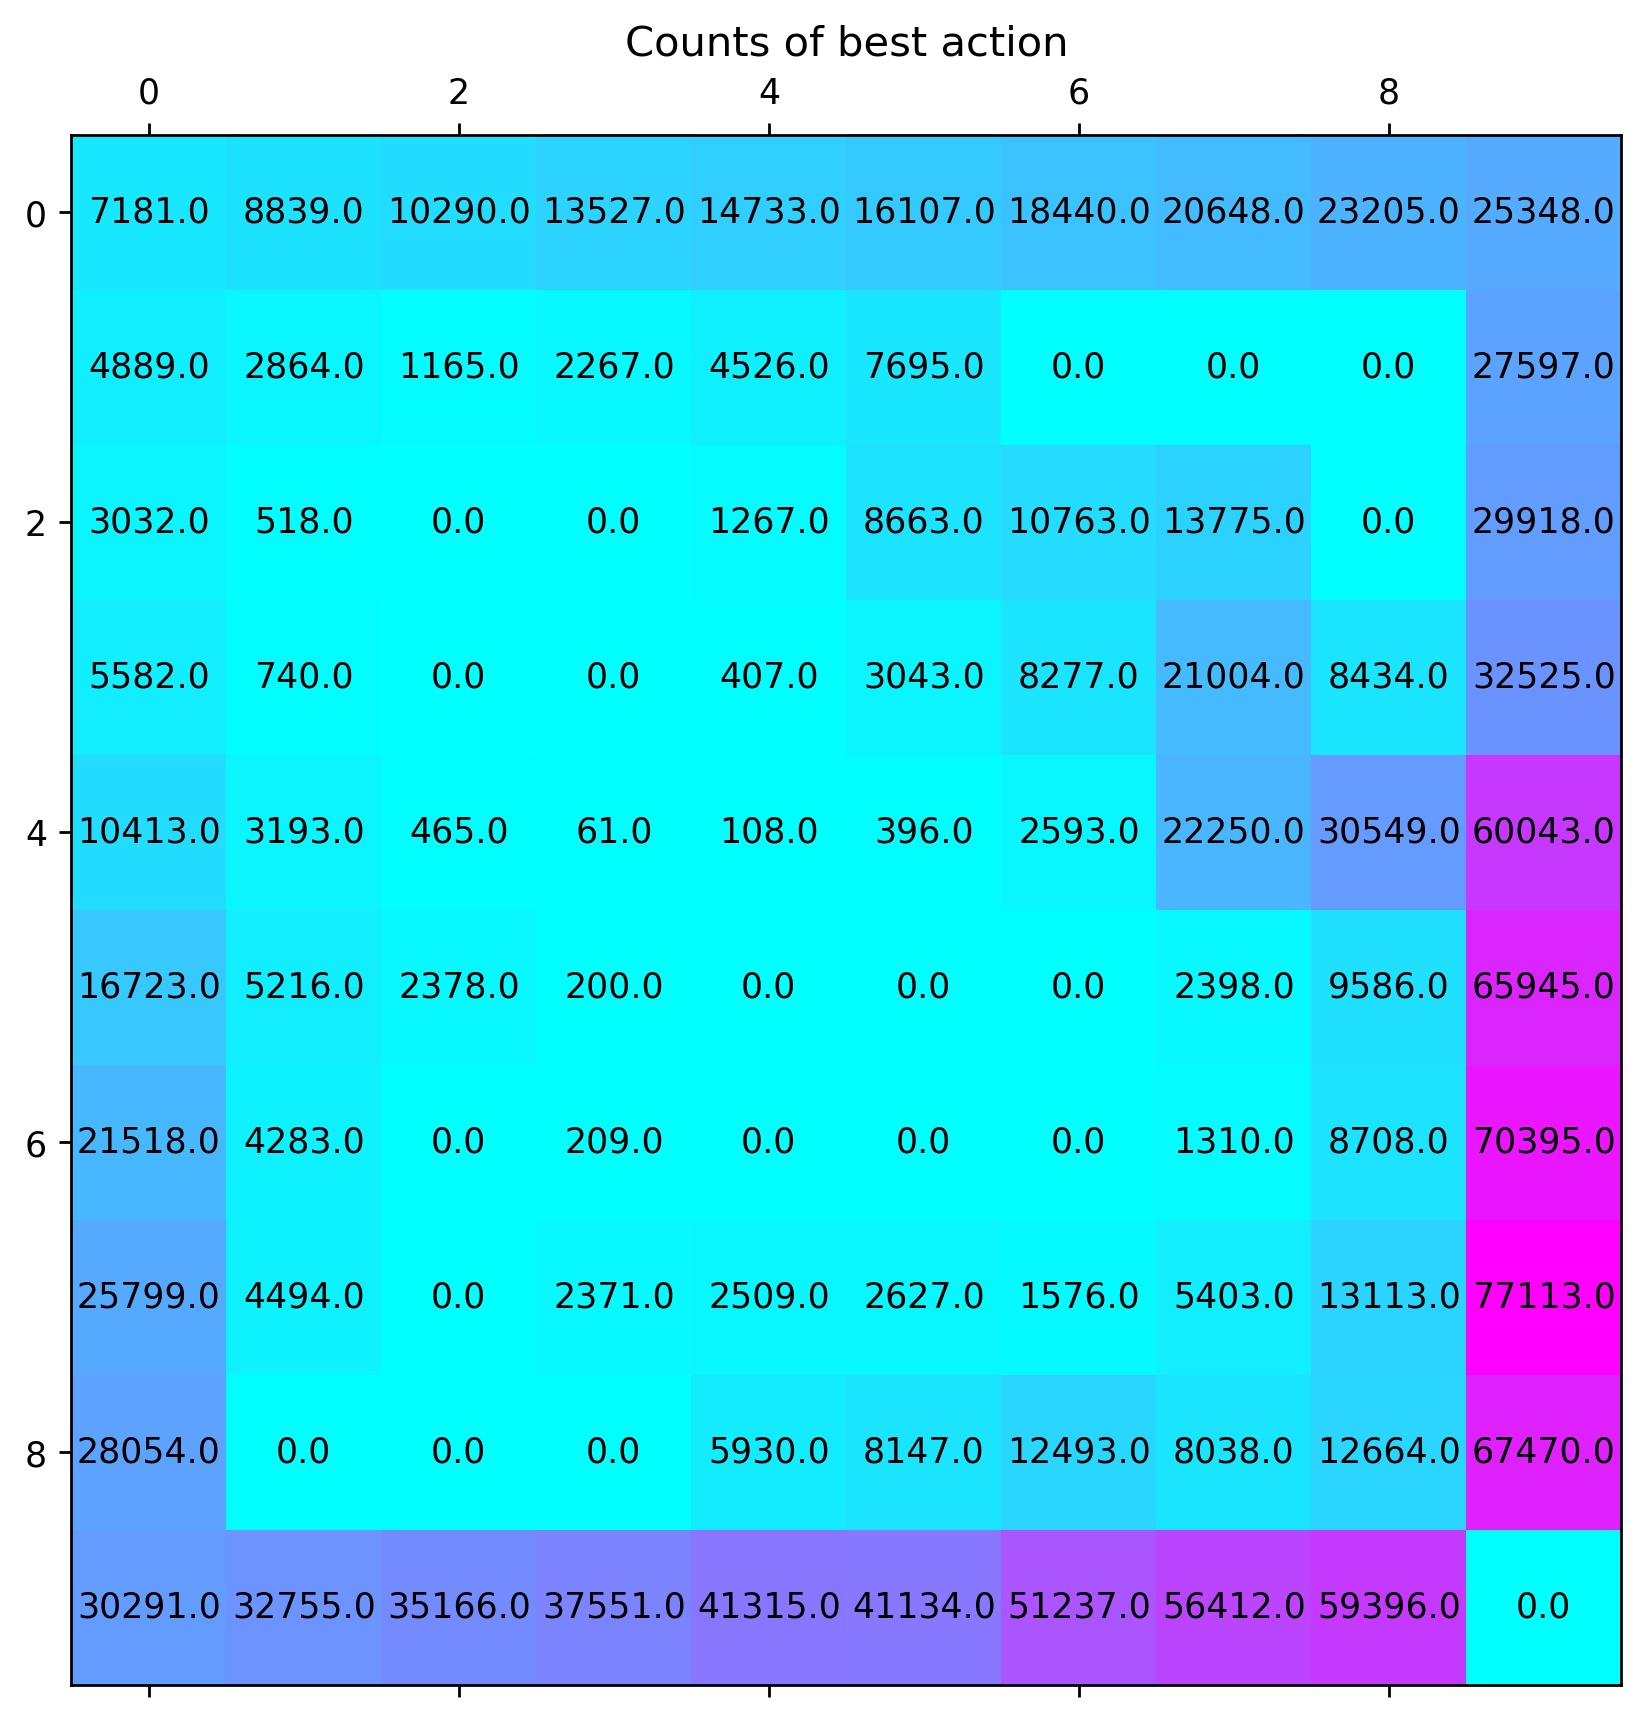 Counts of best action
0 2 4 6 8
0 7181.0 8839.0 10290.0 13527.0 14733.0 16107.0 18440.0 20648.0 23205.0 25348.0
4889.0 2864.0 1165.0 2267.0 4526.0 7695.0 0.0 0.0 0.0 27597.0
2 3032.0 518.0 0.0 0.0 1267.0 8663.0 10763.0 13775.0 0.0 29918.0
5582.0 740.0 0.0 0.0 407.0 3043.0 8277.0 21004.0 8434.0 32525.0
4 10413.0 3193.0 465.0 61.0 108.0 396.0 2593.0 22250.0 30549.0 60043.0
16723.0 5216.0 2378.0 200.0 0.0 0.0 0.0 2398.0 9586.0 65945.0
6 21518.0 4283.0 0.0 209.0 0.0 0.0 0.0 1310.0 8708.0 70395.0
25799.0 4494.0 0.0 2371.0 2509.0 2627.0 1576.0 5403.0 13113.0 77113.0
8 28054.0 0.0 0.0 0.0 5930.0 8147.0 12493.0 8038.0 12664.0 67470.0
30291.0 32755.0 35166.0 37551.0 41315.0 41134.0 51237.0 56412.0 59396.0 0.0